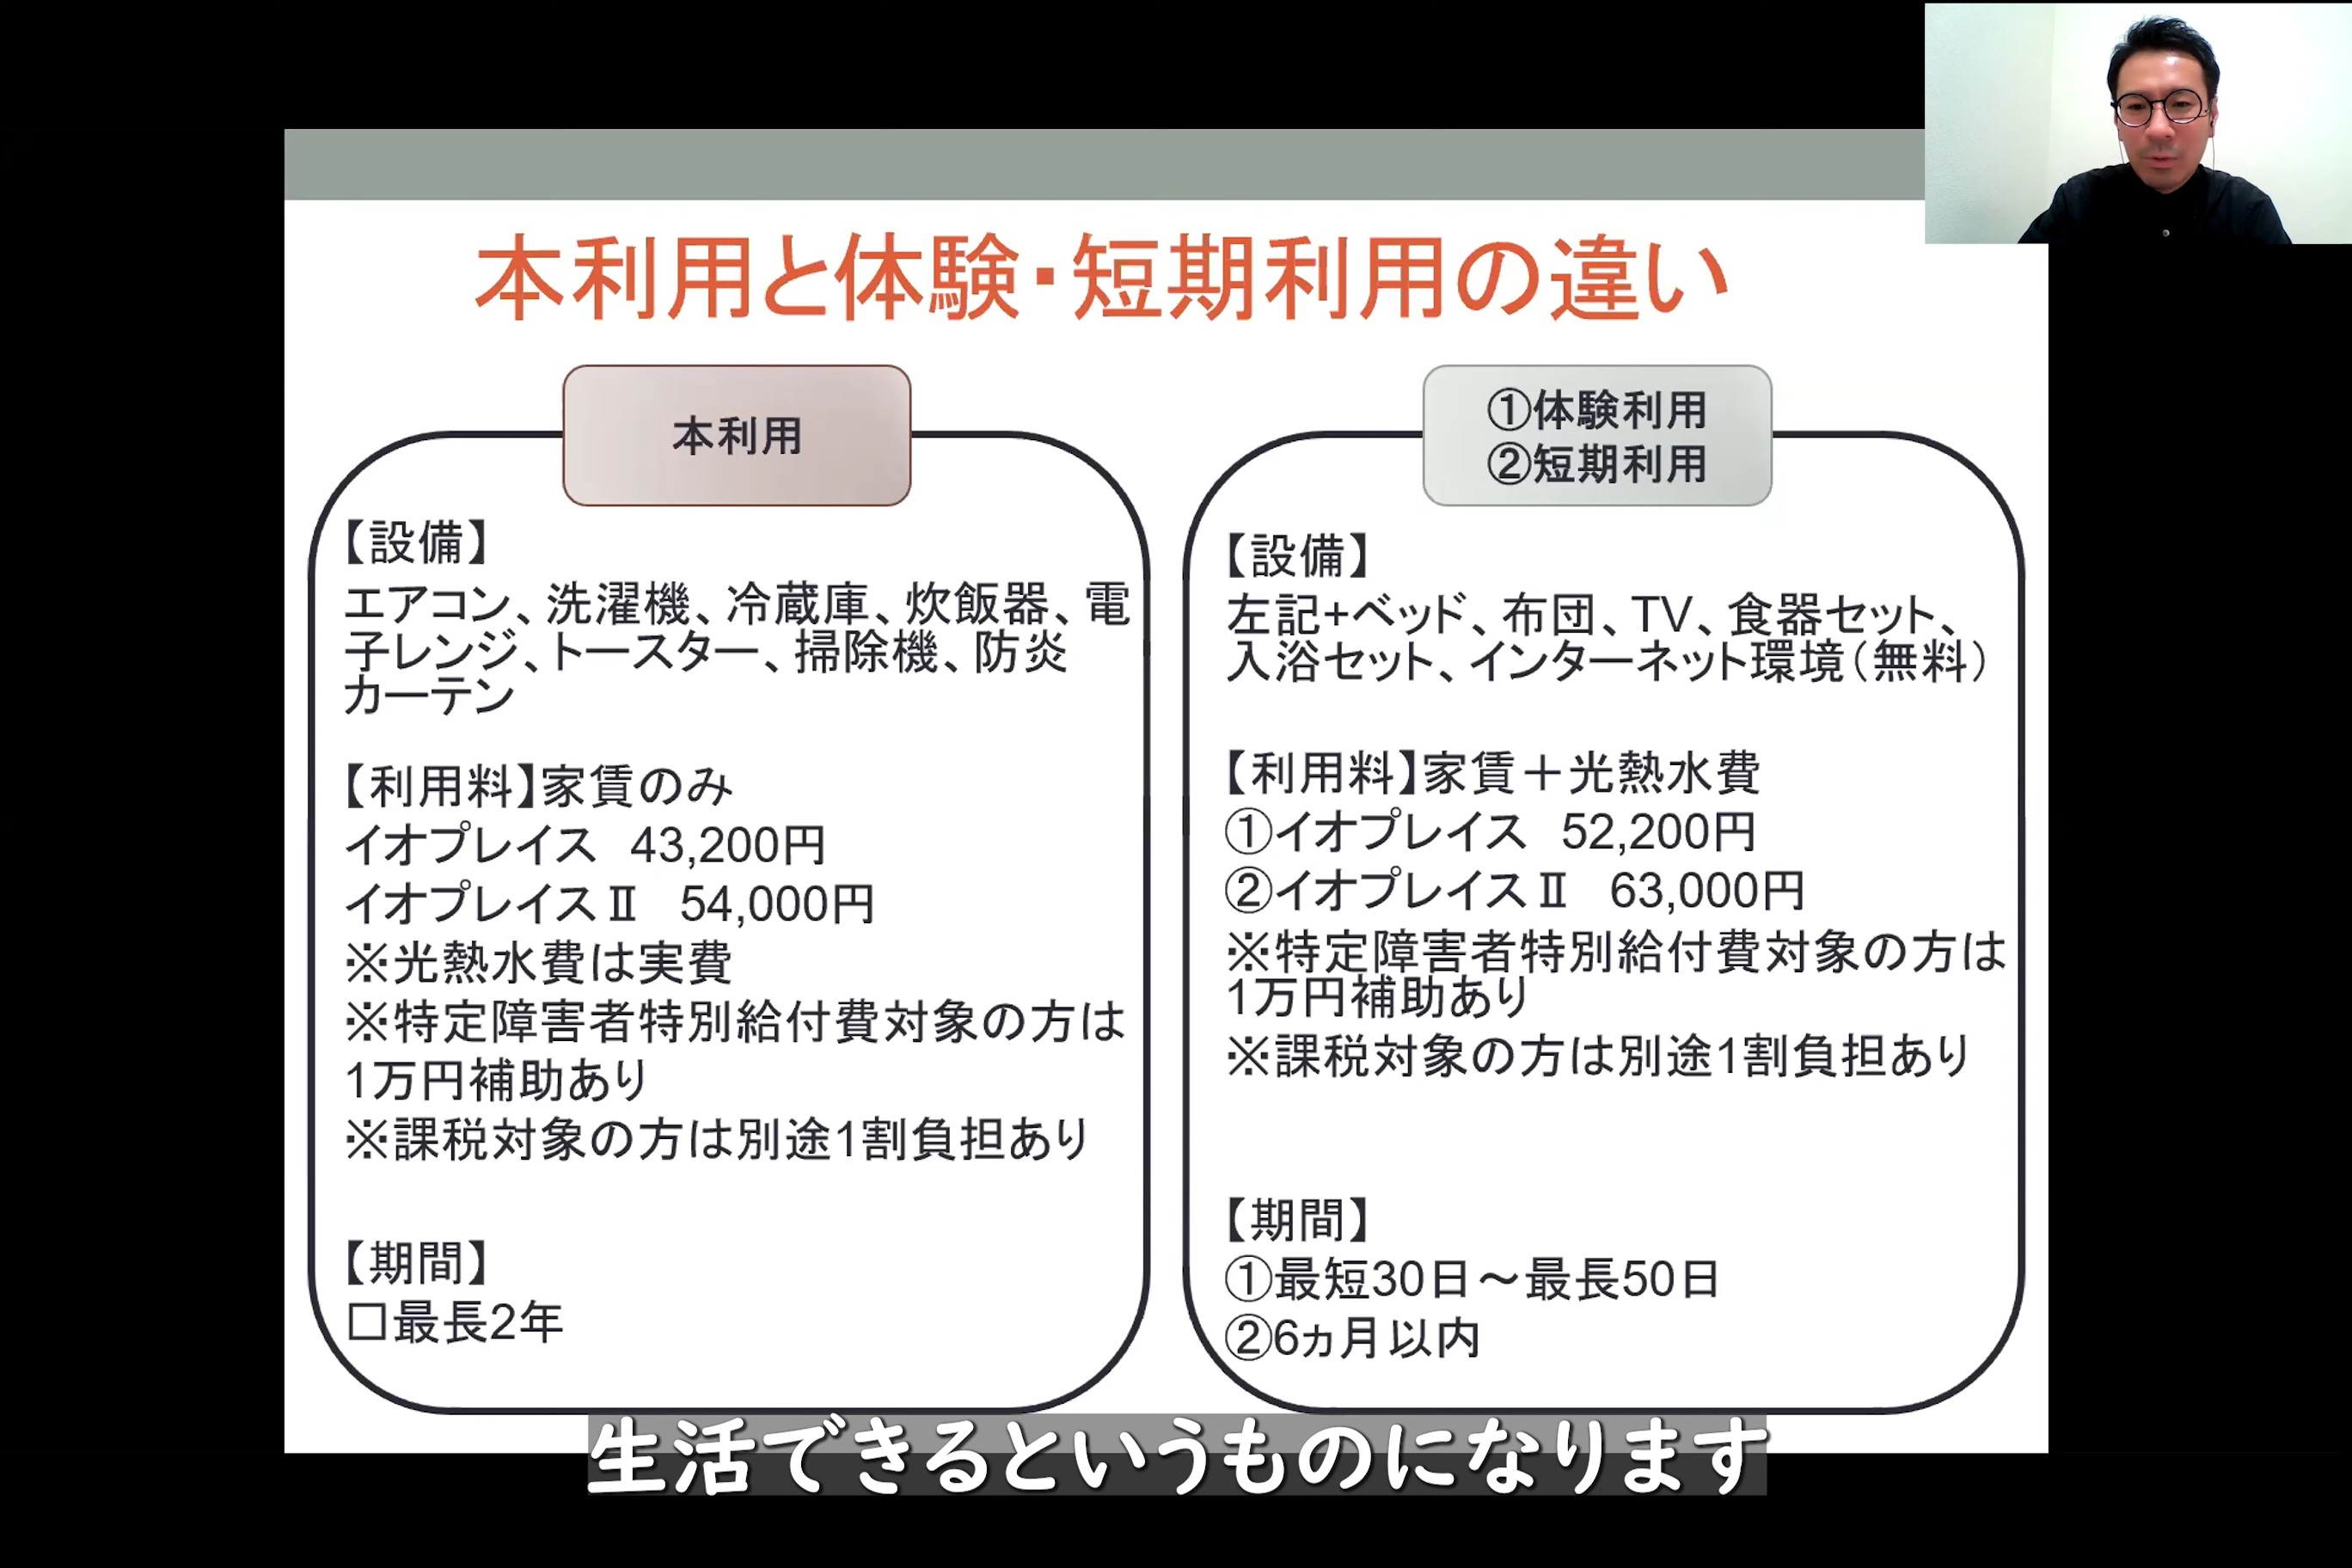 本利用と体験・短期利用の違い
本利用
【設備】
エアコン、洗濯機、冷蔵庫、炊飯器、電
子レンジ、トースター、掃除機、防炎
カーテン
【利用料】家賃のみ
イオプレイス 43,200円
イオプレイスⅡ 54,000円
※光熱水費は実費
※特定障害者特別給付費対象の方は
1万円補助あり
※課税対象の方は別途1割負担あり
【期間】
□最長2年
①体験利用
②短期利用
【設備】
左記+ベッド、布団、TV、食器セット、
入浴セット、インターネット環境（無料）
【利用料】家賃＋光熱水費
①イオプレイス 52,200円
②イオプレイスⅡ 63,000円
※特定障害者特別給付費対象の方は
1万円補助あり
※課税対象の方は別途1割負担あり
【期間】
①最短30日～最長50日
②6ヵ月以内
生活できるというものになります